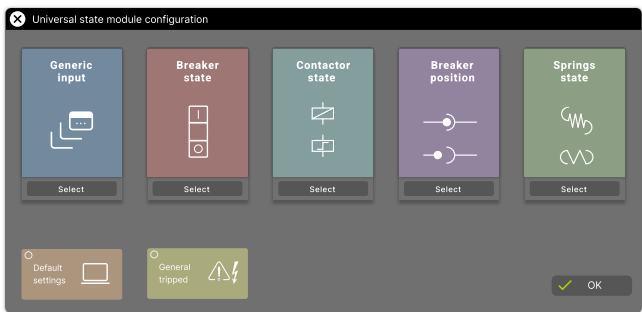 Universal state module configuration
Generic
input
Breaker
state
Contactor
state
Breaker
position
Springs
state
Select
Select
Select
Select
Select
Default
settings
General
tripped
OK